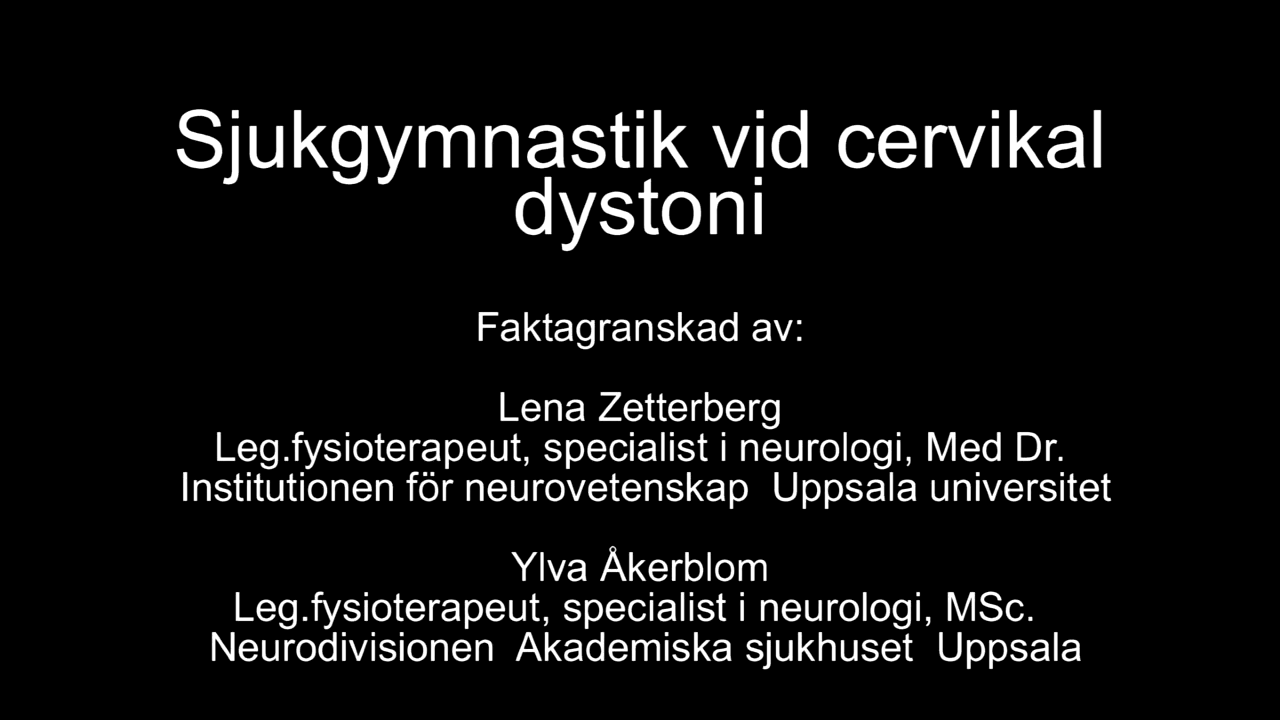 Sjukgymnastik vid cervikal
dystoni
Faktagranskad av:
Lena Zetterberg
Leg.fysioterapeut, specialist i neurologi, Med Dr.
Institutionen för neurovetenskap  Uppsala universitet
Ylva Åkerblom
Leg.fysioterapeut, specialist i neurologi, MSc.
Neurodivisionen  Akademiska sjukhuset  Uppsala